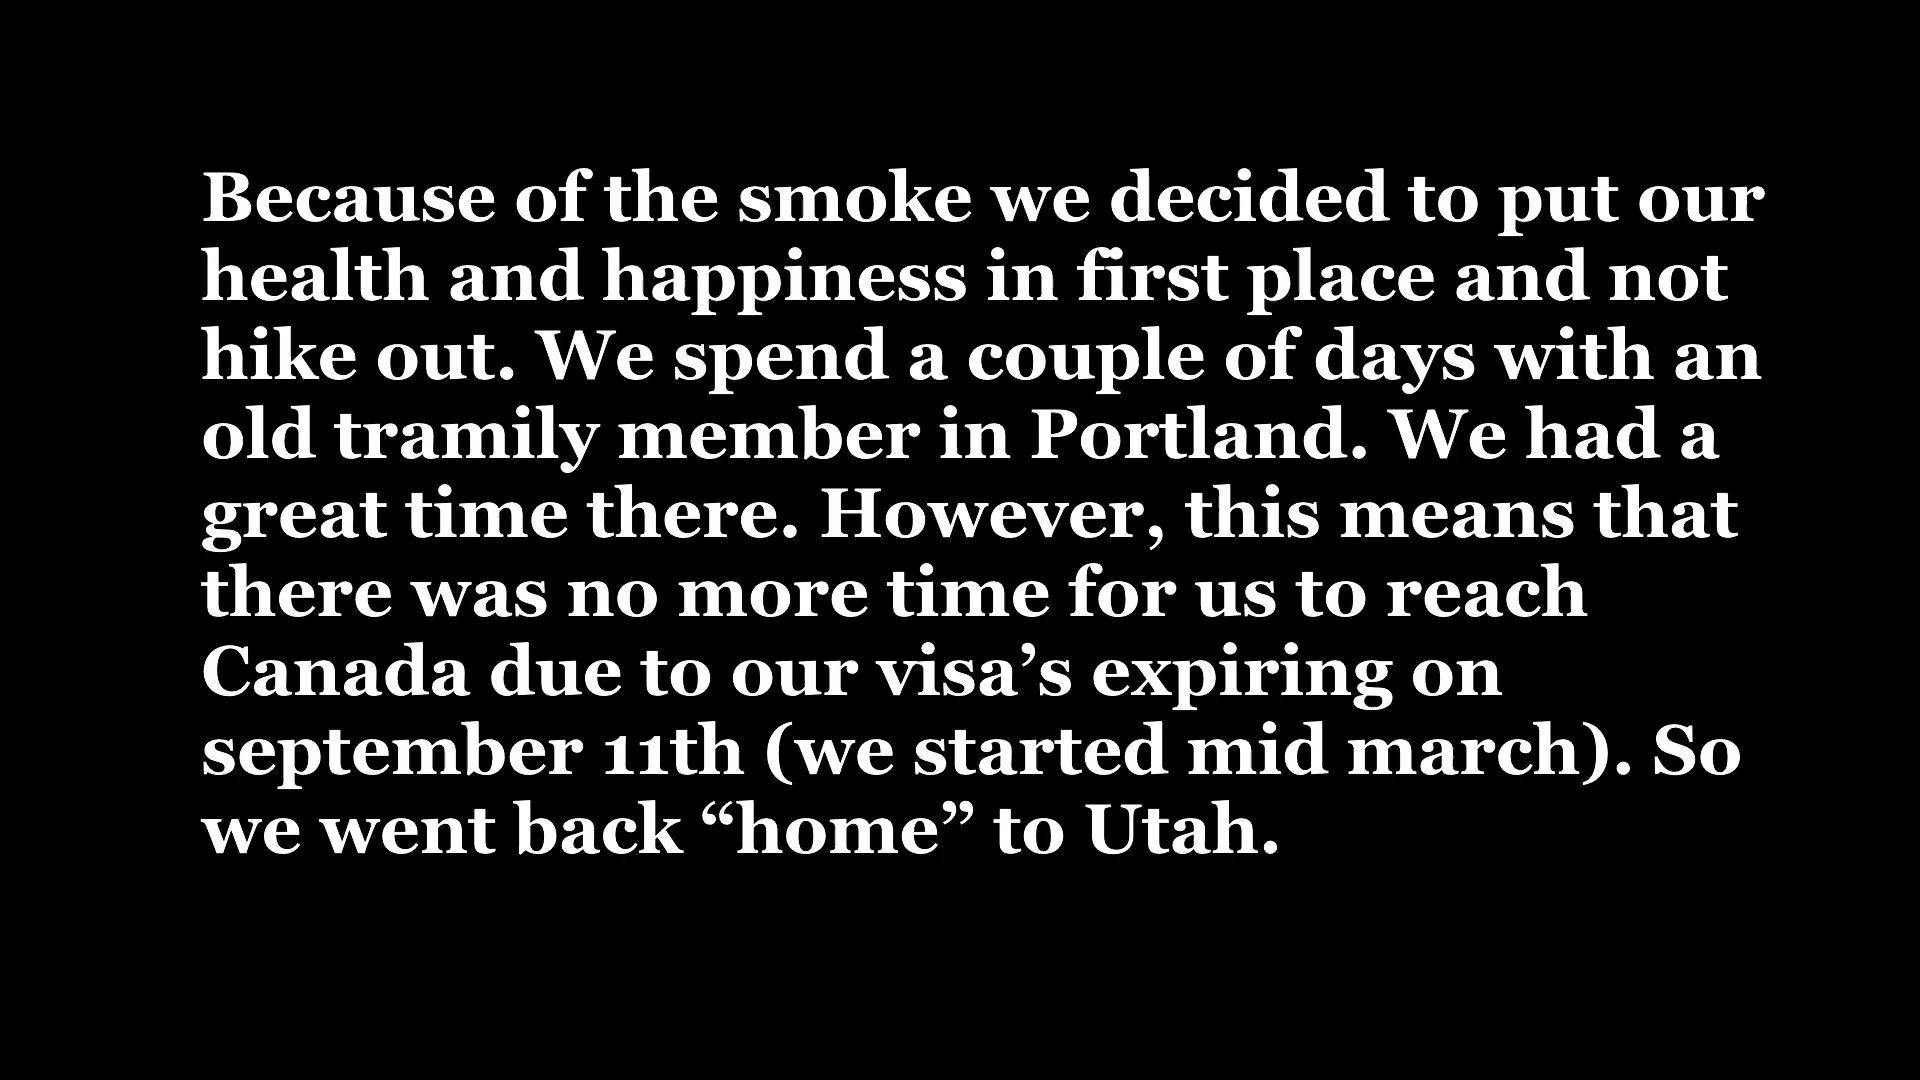 Because of the smoke we decided to put our
health and happiness in first place and not
hike out. We spend a couple of days with an
old tramily member in Portland. We had a
great time there. However, this means that
there was no more time for us to reach
Canada due to our visa’s expiring on
september 11th (we started mid march). So
we went back “home” to Utah.